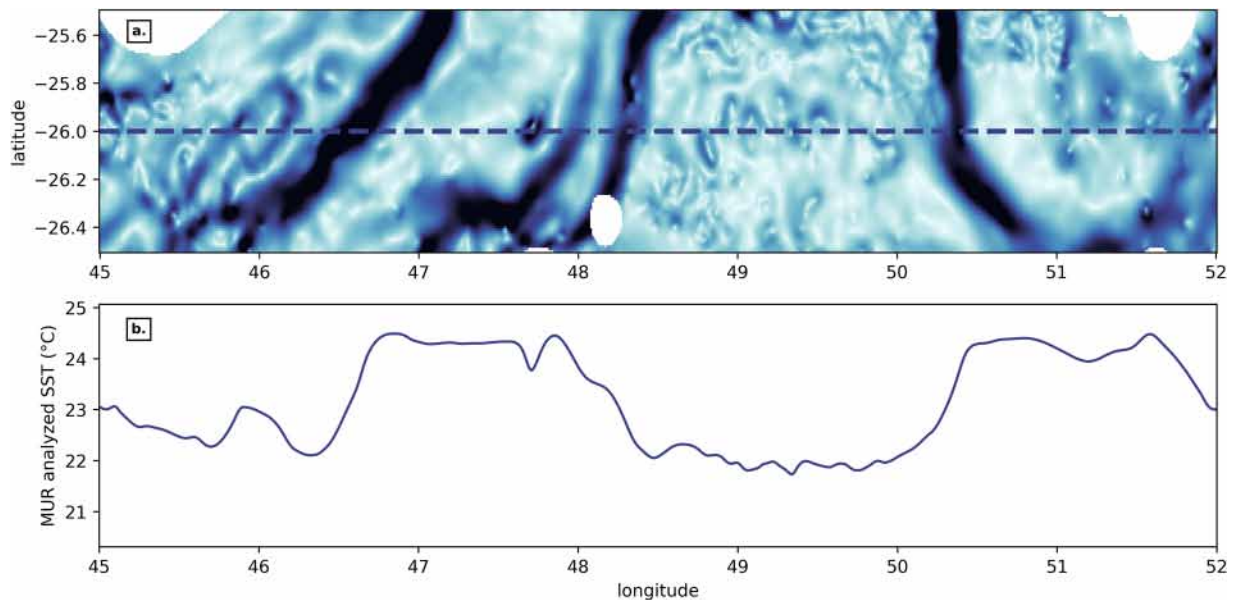 a.
−25.6
−25.8
−26.0
−26.2
−26.4
latitude
45 46 47 48 49 50 51 52
b.
25
24
23
22
21
MUR analyzed SST (°C)
45 46 47 48 49 50 51 52
longitude